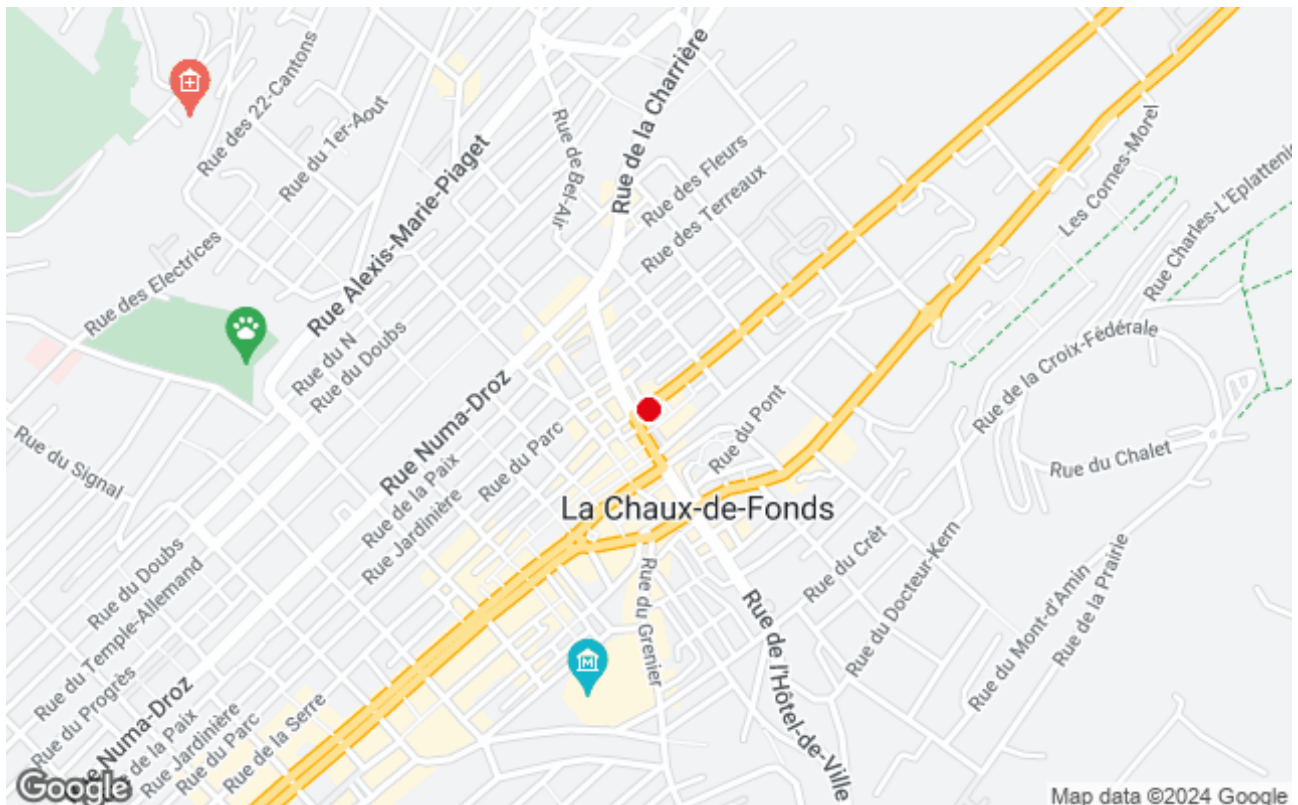 Rue des 22-Cantons
Rue du 1er-Aout
Rue de la Charrière
Rue de Bel-Air
Rue des Fleurs
Rue des Terreaux
Les Cornes-Morel
Rue Charles-L'Eplattenie
Rue Alexis-Marie-Piaget
Rue des Electrices
Rue du N
Rue du Doubs
Rue Numa-Droz
Rue du Parc
Rue de la Paix
Rue Jardinière
Rue du Pont
Rue de la Croix-Fédérale
Rue du Chalet
Rue du Signal
La Chaux-de-Fonds
Rue du Doubs
Rue du Temple-Allemand
Rue du Progrès
Rue du Grenier
Rue de l'Hôtel-de-Ville
Rue du Crêt
Rue du Docteur-Kern
Rue du Mont-d'Amin
Rue de la Prairie
M
e Numa-Droz
de la Paix
Rue Jardinière
Rue du Parc
Rue de la Serre
Google
Map data ©2024 Google